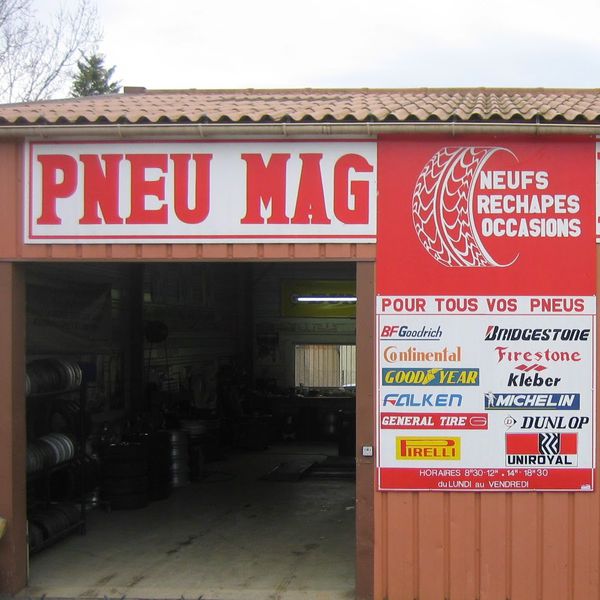 PNEU MAG
NEUFS
RECHAPES
OCCASIONS
POUR TOUS VOS PNEUS
BFGoodrich
BRIDGESTONE
Continental
Firestone
GOODYEAR
kléber
FALKEN
MICHELIN
GENERAL TIRE G
DUNLOP
PIRELLI
UNIROYAL
HORAIRES 8H30-12H. 14H-18H30
du LUNDI au VENDREDI